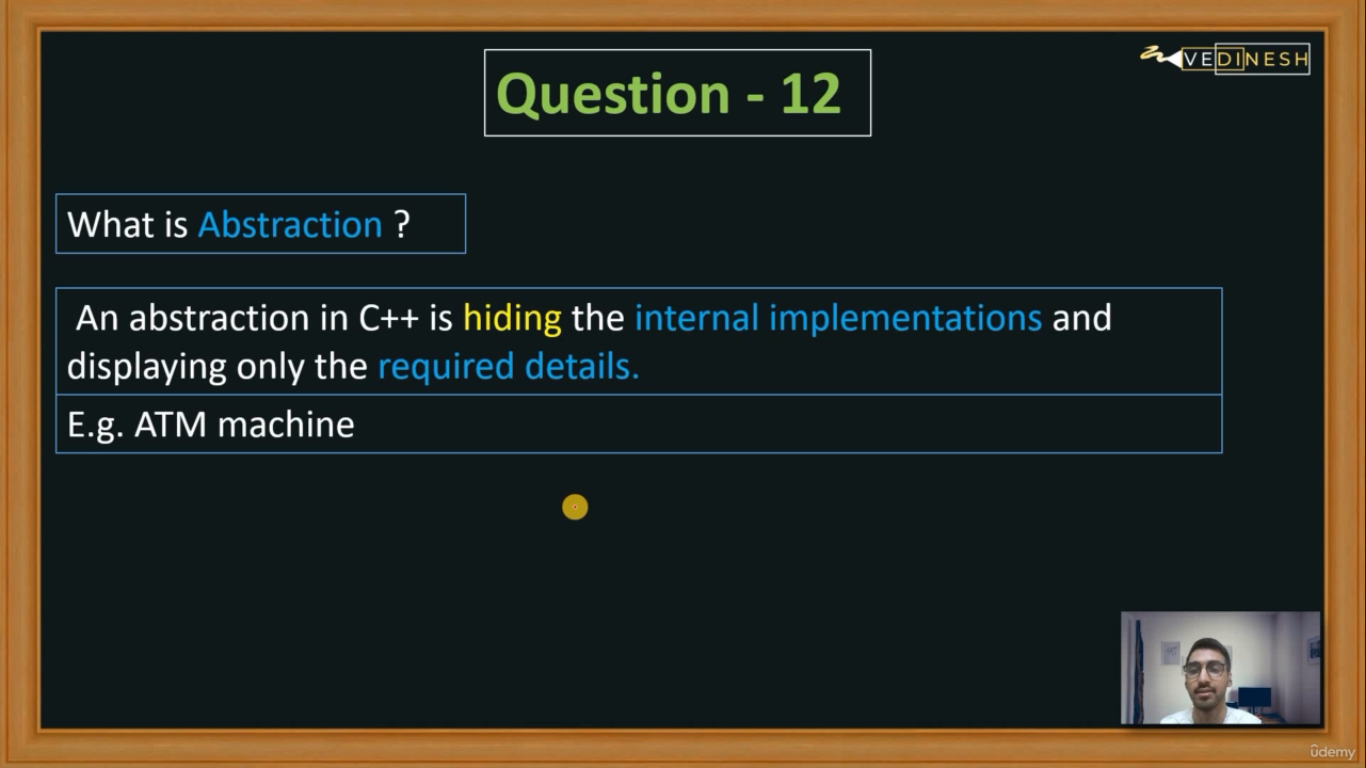 VEDINESH
Question - 12
What is Abstraction ?
An abstraction in C++ is hiding the internal implementations and
displaying only the required details.
E.g. ATM machine
ûdemy